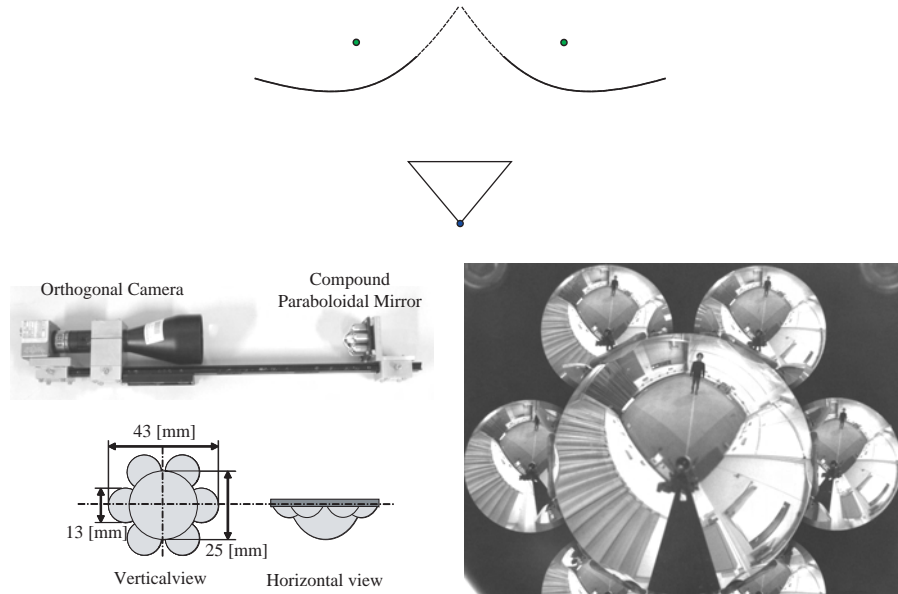 Orthogonal Camera
Compound
Paraboloidal Mirror
43 [mm]
13 [mm]
25 [mm]
Verticalview
Horizontal view